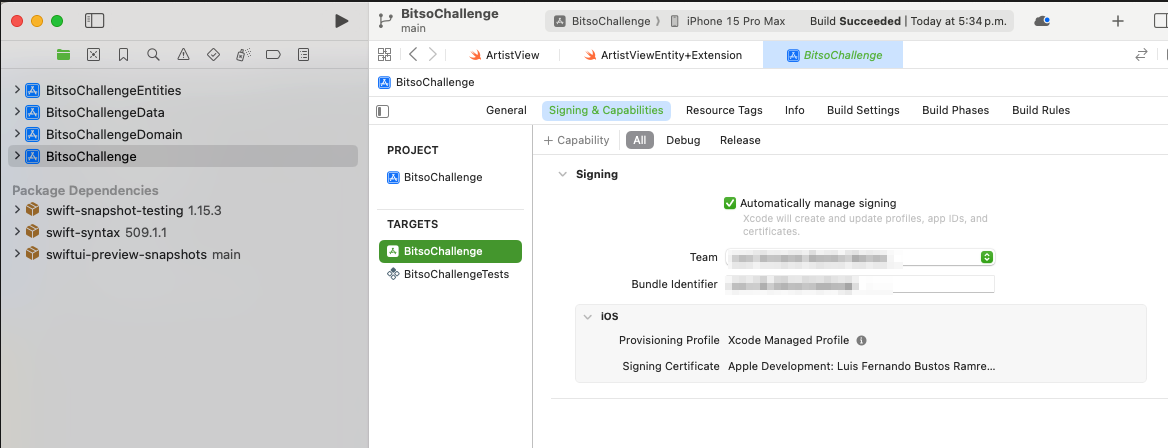 BitsoChallenge
main
BitsoChallenge 〉 iPhone 15 Pro Max
Build Succeeded | Today at 5:34 p.m.
ArtistView
ArtistViewEntity+Extension
BitsoChallenge
BitsoChallenge
BitsoChallengeEntities
BitsoChallengeData
BitsoChallengeDomain
BitsoChallenge
Package Dependencies
swift-snapshot-testing 1.15.3
swift-syntax 509.1.1
swiftui-preview-snapshots main
General
Signing & Capabilities
Resource Tags
Info
Build Settings
Build Phases
Build Rules
PROJECT
BitsoChallenge
TARGETS
BitsoChallenge
BitsoChallengeTests
+ Capability
All
Debug
Release
Signing
Automatically manage signing
Xcode will create and update profiles, app IDs, and
certificates.
Team
Bundle Identifier
iOS
Provisioning Profile Xcode Managed Profile
Signing Certificate Apple Development: Luis Fernando Bustos Ramre...